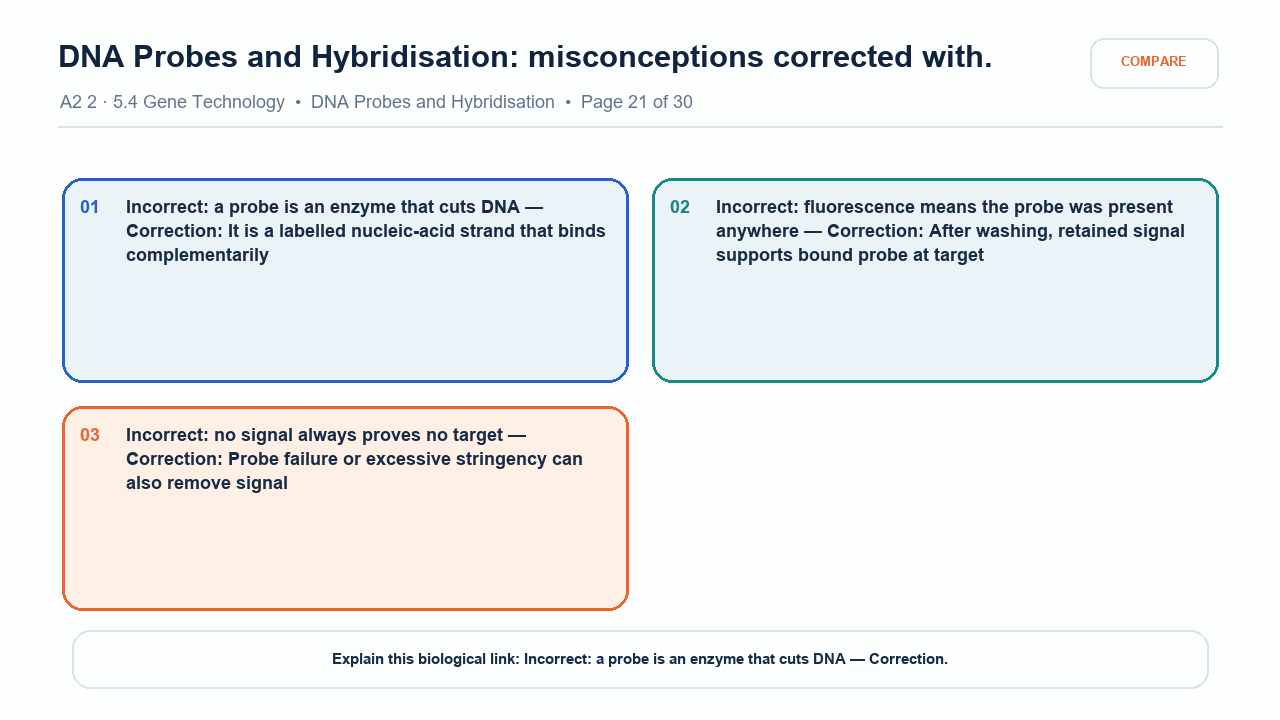 DNA Probes and Hybridisation: misconceptions corrected with.
COMPARE
A2 2 · 5.4 Gene Technology • DNA Probes and Hybridisation • Page 21 of 30
01
Incorrect: a probe is an enzyme that cuts DNA —
Correction: It is a labelled nucleic-acid strand that binds
complementarily
02
Incorrect: fluorescence means the probe was present
anywhere — Correction: After washing, retained signal
supports bound probe at target
03
Incorrect: no signal always proves no target —
Correction: Probe failure or excessive stringency can
also remove signal
Explain this biological link: Incorrect: a probe is an enzyme that cuts DNA — Correction.